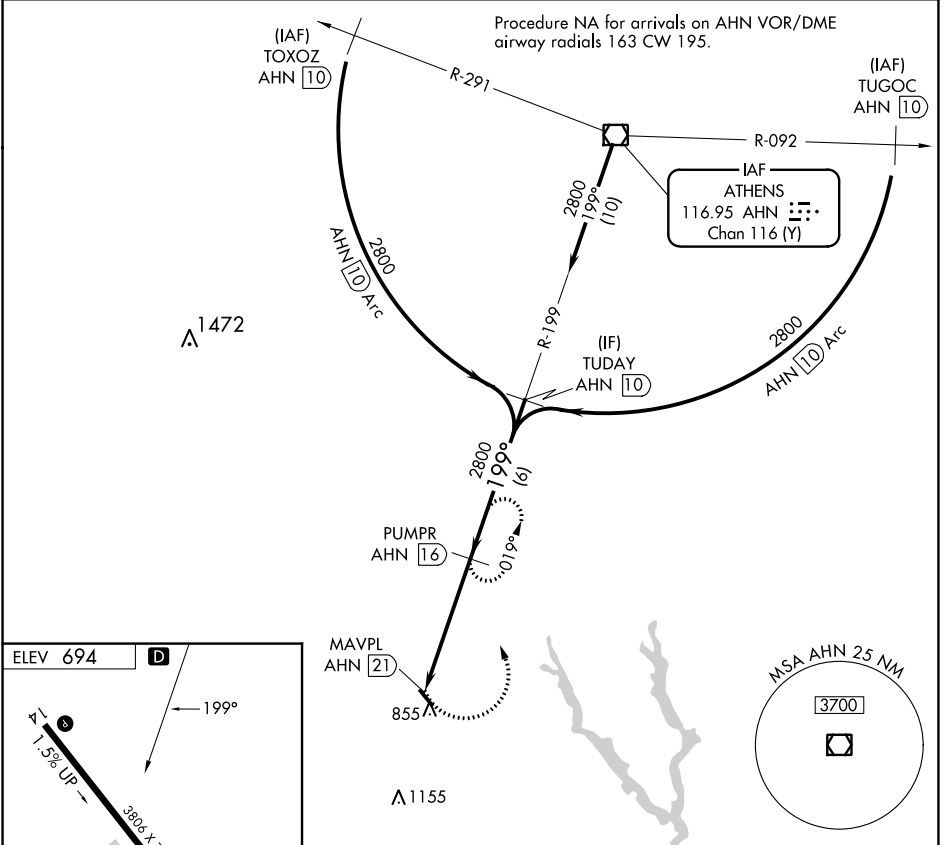 Procedure NA for arrivals on AHN VOR/DME
airway radials 163 CW 195.
(IAF)
TOXOZ
AHN 10
(IAF)
TUGOC
AHN 10
R-291
R-092
IAF
ATHENS
116.95 AHN
Chan 116 (Y)
2800
199°
(10)
2800
AHN 10 Arc
2800
AHN 10 Arc
1472
R-199
(IF)
TUDAY
AHN 10
2800
199°
(6)
PUMPR
AHN 16
019°
MAVPL
AHN 21
855
1155
MSA AHN 25 NM
3700
ELEV 694
D
199°
14
P
1.5% UP
3806 X